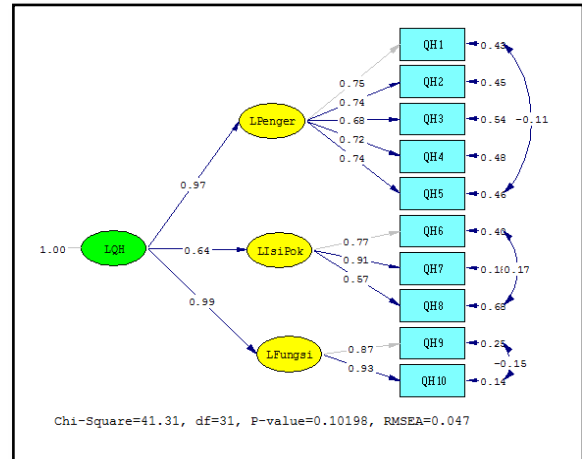 QH1
0.43
0.75
QH2
0.45
0.74
LPenger
0.68
QH3
0.54
-0.11
0.72
QH4
0.48
0.74
QH5
0.46
0.97
0.77
QH6
0.40
1.00
LQH
0.64
LIsiPok
0.91
QH7
0.17
0.57
QH8
0.68
0.99
0.87
QH9
0.25
LFungsi
-0.15
0.93
QH10
0.14
Chi-Square=41.31, df=31, P-value=0.10198, RMSEA=0.047